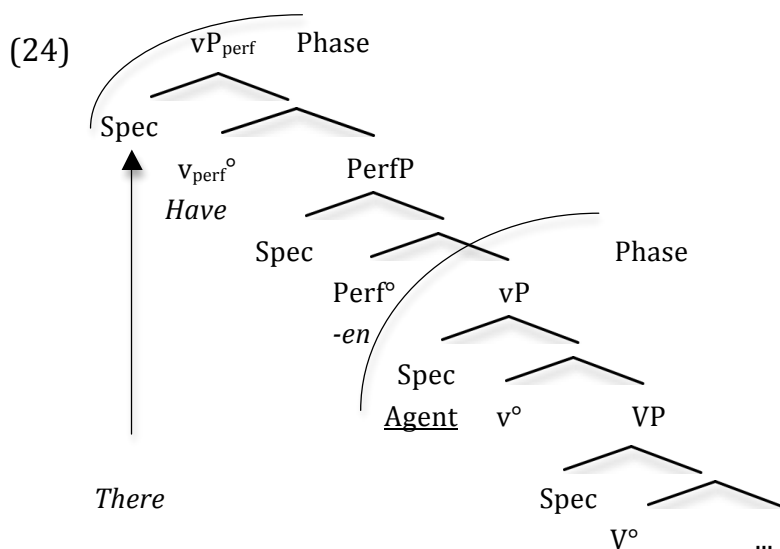 (24) vPperf Phase
Spec
vperf° PerfP
Have
Spec Phase
Perf° vP
-en
Spec
Agent v° VP
There Spec
V° ...